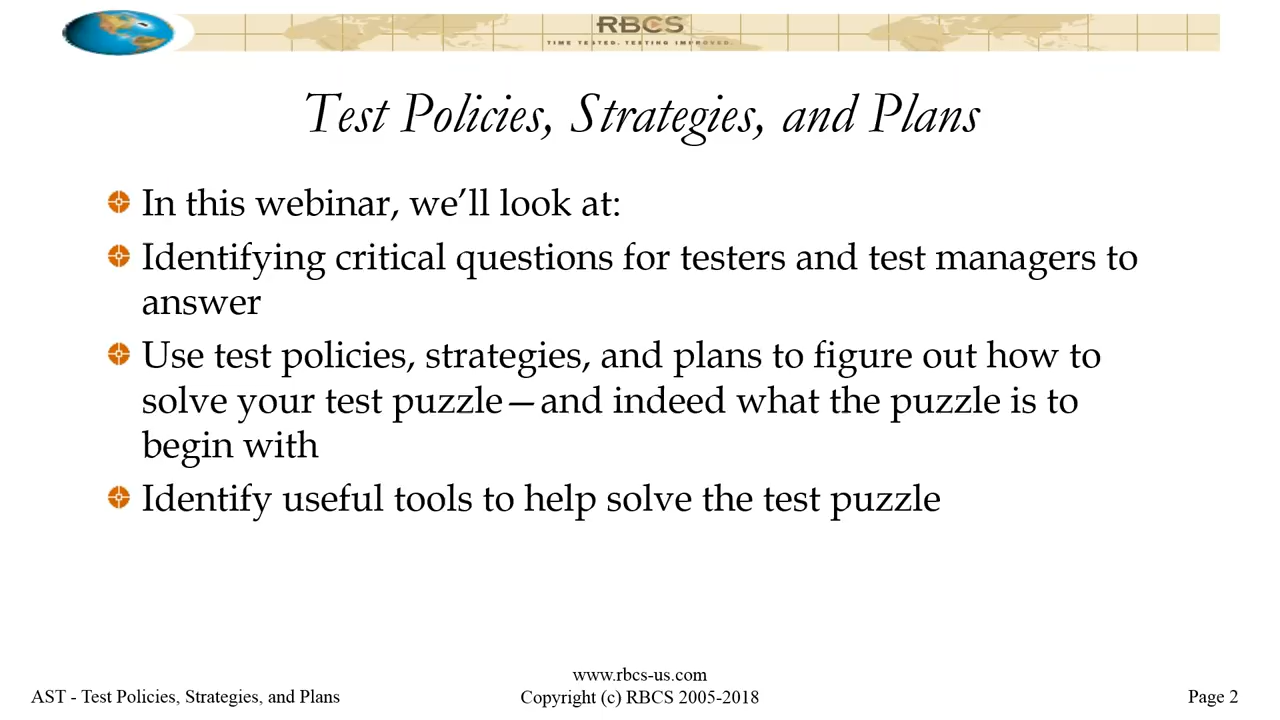 RBCS
TIME TESTED. TESTING IMPROVED.
Test Policies, Strategies, and Plans
In this webinar, we’ll look at:
Identifying critical questions for testers and test managers to
answer
Use test policies, strategies, and plans to figure out how to
solve your test puzzle—and indeed what the puzzle is to
begin with
Identify useful tools to help solve the test puzzle
www.rbcs-us.com
AST - Test Policies, Strategies, and Plans
Copyright (c) RBCS 2005-2018
Page 2